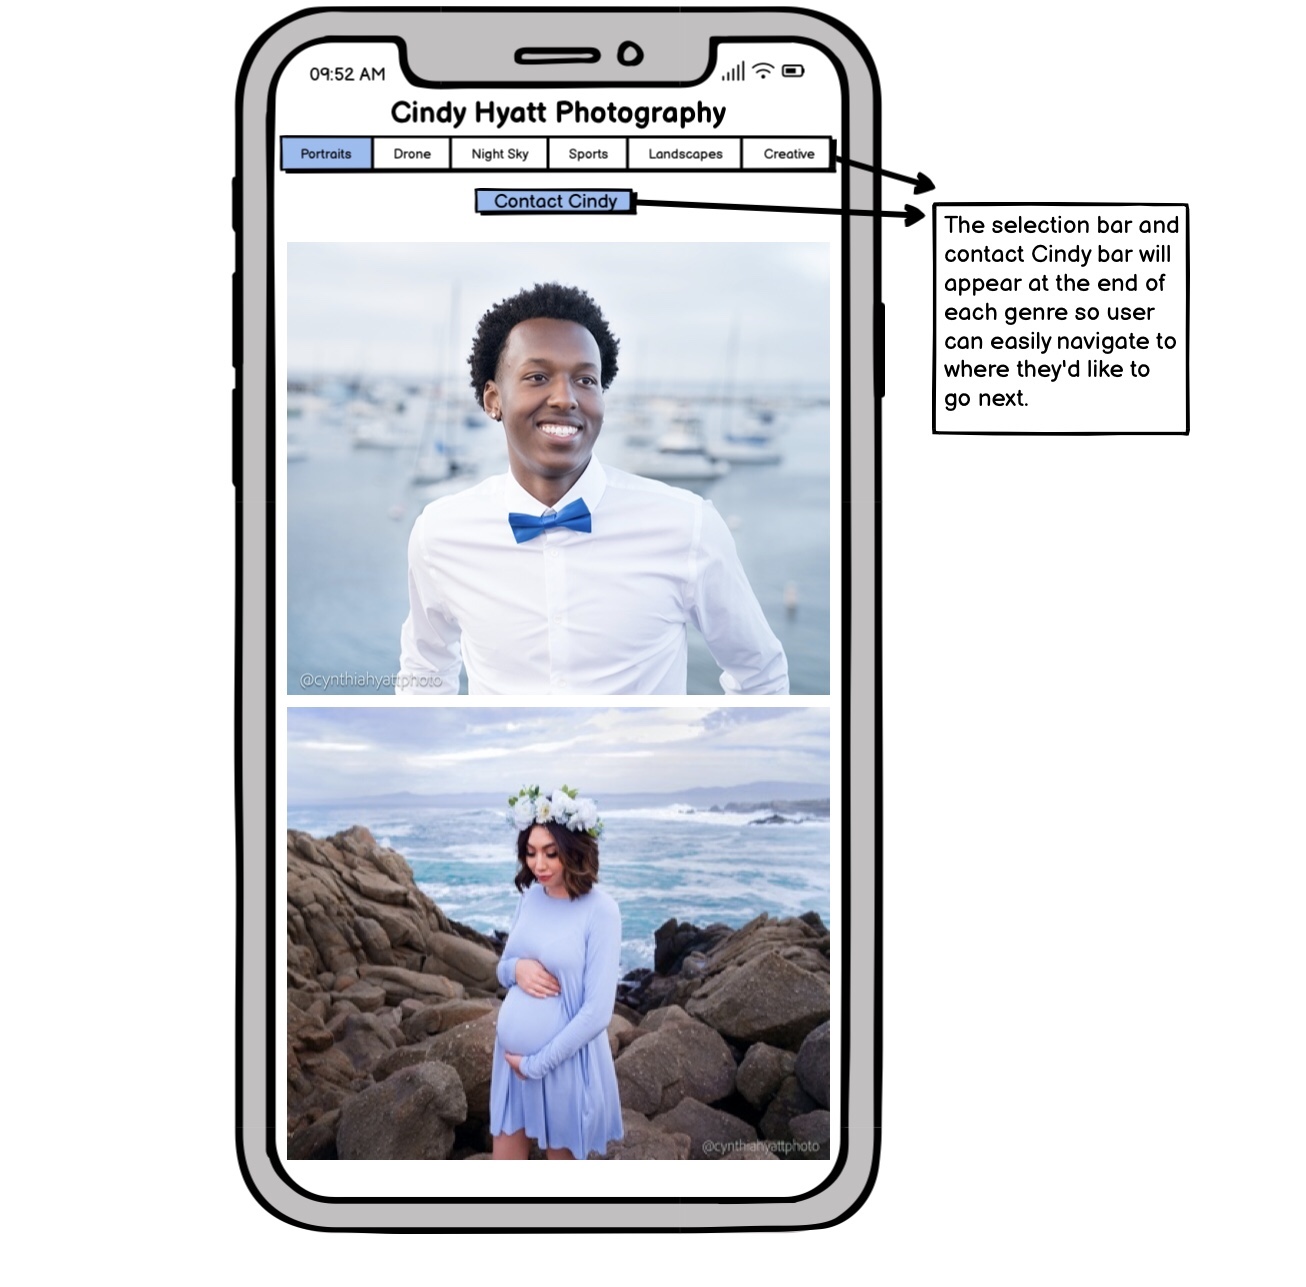 09:52 AM
Cindy Hyatt Photography
Portraits Drone Night Sky Sports Landscapes Creative
Contact Cindy
The selection bar and
contact Cindy bar will
appear at the end of
each genre so user
can easily navigate to
where they'd like to
go next.
@cynthiahyattphoto
@cynthiahyattphoto